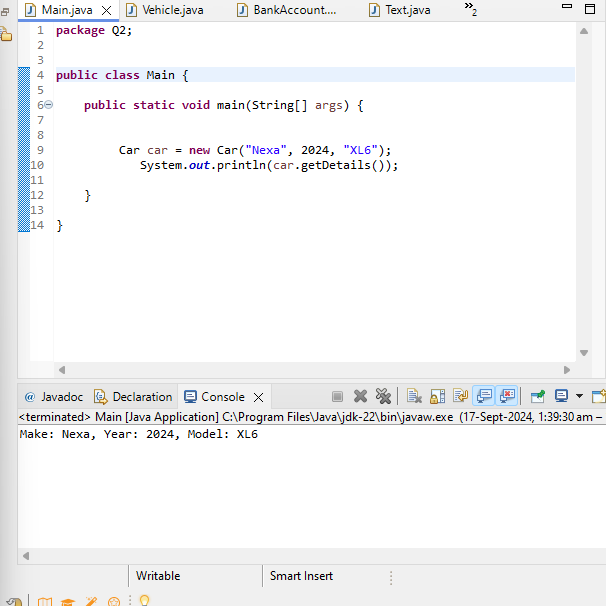 Main.java
Vehicle.java
BankAccount....
Text.java
»2
1 package Q2;
2
3
4 public class Main {
5
6 public static void main(String[] args) {
7
8
9 Car car = new Car("Nexa", 2024, "XL6");
10 System.out.println(car.getDetails());
11
12 }
13
14 }
@ Javadoc
Declaration
Console
<terminated> Main [Java Application] C:\Program Files\Java\jdk-22\bin\javaw.exe (17-Sept-2024, 1:39:30 am –
Make: Nexa, Year: 2024, Model: XL6
Writable
Smart Insert